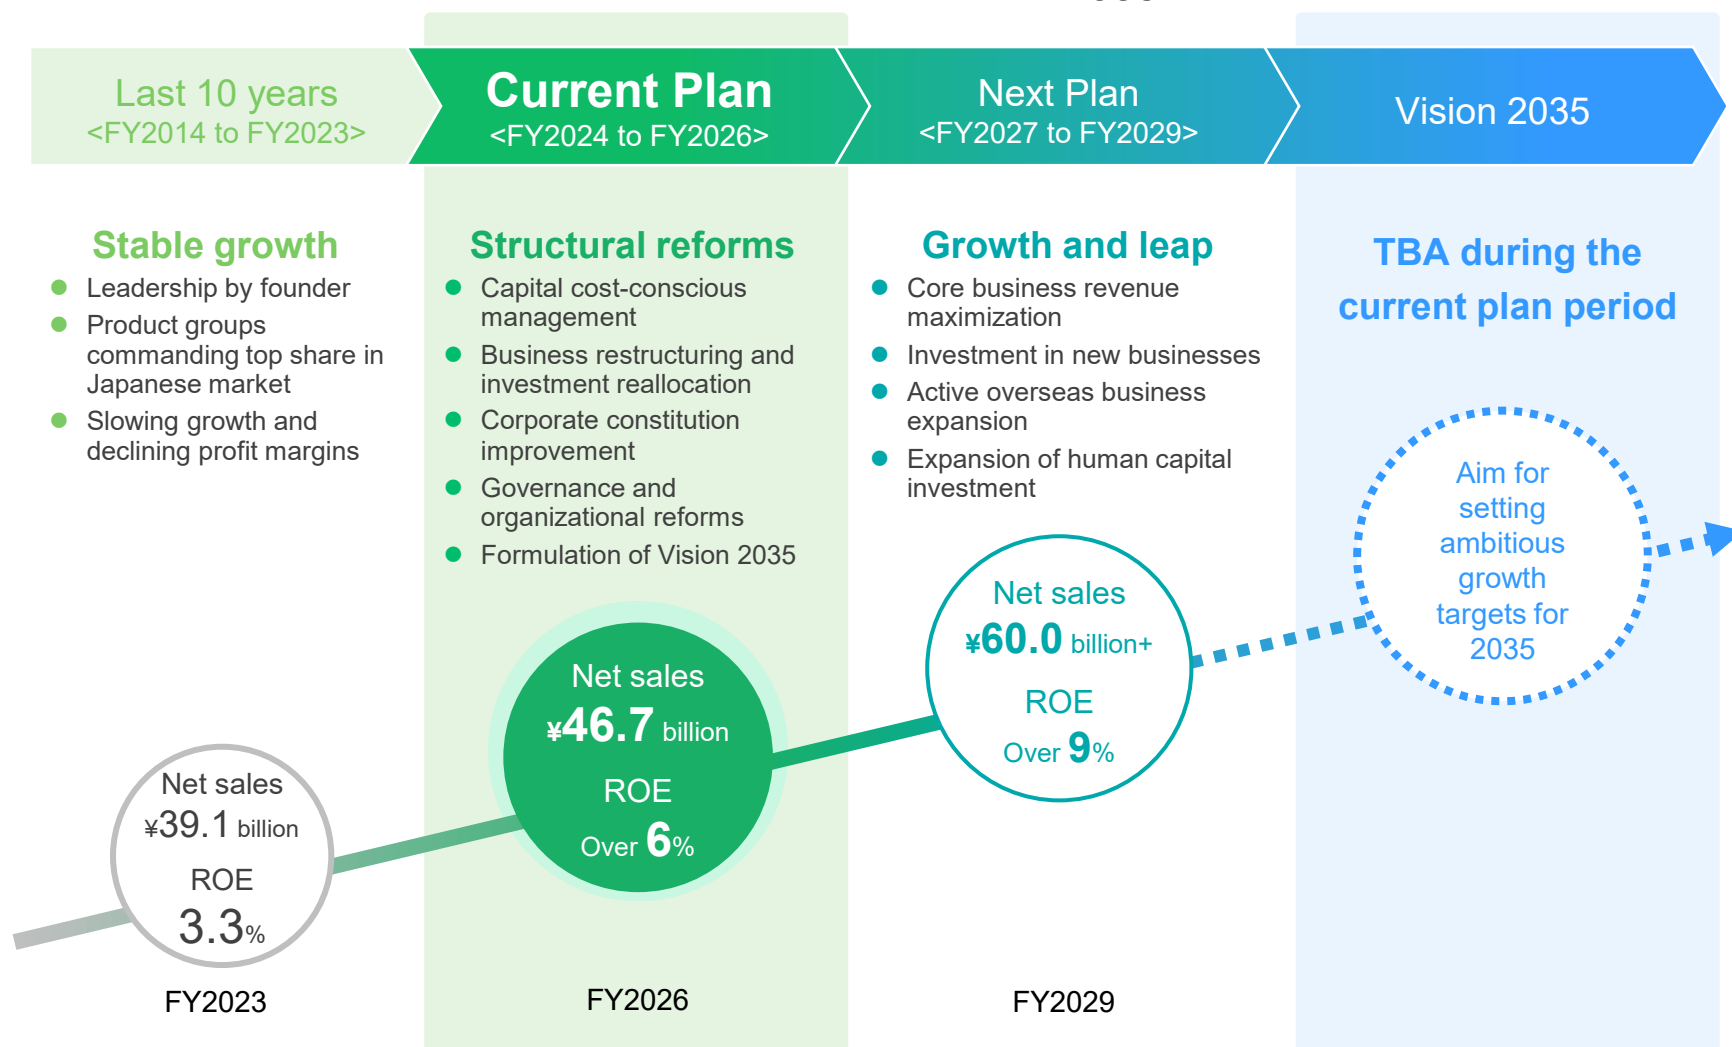 Last 10 years
<FY2014 to FY2023>
Current Plan
<FY2024 to FY2026>
Next Plan
<FY2027 to FY2029>
Vision 2035
Stable growth
● Leadership by founder
● Product groups
commanding top share in
Japanese market
● Slowing growth and
declining profit margins
Structural reforms
● Capital cost-conscious
management
● Business restructuring and
investment reallocation
● Corporate constitution
improvement
● Governance and
organizational reforms
● Formulation of Vision 2035
Growth and leap
● Core business revenue
maximization
● Investment in new businesses
● Active overseas business
expansion
● Expansion of human capital
investment
TBA during the
current plan period
Net sales
¥39.1 billion
ROE
3.3%
FY2023
Net sales
¥46.7 billion
ROE
Over 6%
FY2026
Net sales
¥60.0 billion+
ROE
Over 9%
FY2029
Aim for
setting
ambitious
growth
targets for
2035